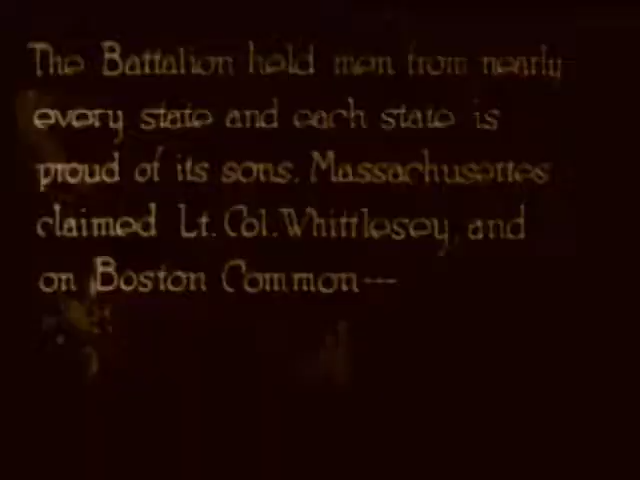 The Battalion held men from nearly
every state and each state is
proud of its sons. Massachusettes
claimed Lt. Col. Whittlesey, and
on Boston Common---